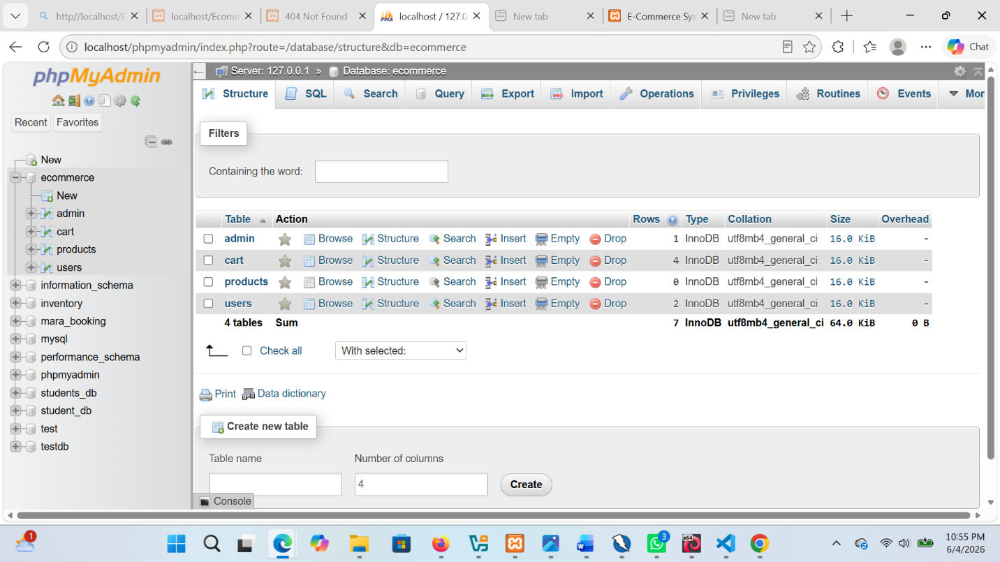 http//localhost/E
localhost/Ecomm
404 Not Found
localhost / 127.0.
New tab
E-Commerce Sys
New tab
localhost/phpmyadmin/index.php?route=/database/structure&db=ecommerce
Chat
phpMyAdmin
Recent
Favorites
New
ecommerce
New
admin
cart
products
users
information_schema
inventory
mara_booking
mysql
performance_schema
phpmyadmin
students_db
student_db
test
testdb
Server: 127.0.0.1 » Database: ecommerce
Structure SQL Search Query Export Import Operations Privileges Routines Events Mor
Filters
Containing the word:
Table Action Rows Type Collation Size Overhead
admin Browse Structure Search Insert Empty Drop 1 InnoDB utf8mb4_general_ci 16.0 KiB -
cart Browse Structure Search Insert Empty Drop 4 InnoDB utf8mb4_general_ci 16.0 KiB -
products Browse Structure Search Insert Empty Drop 0 InnoDB utf8mb4_general_ci 16.0 KiB -
users Browse Structure Search Insert Empty Drop 2 InnoDB utf8mb4_general_ci 16.0 KiB -
4 tables Sum 7 InnoDB utf8mb4_general_ci 64.0 KiB 0 B
Check all With selected:
Print Data dictionary
Create new table
Table name Number of columns
4 Create
Console
1
x64
3
10:55 PM
6/4/2026